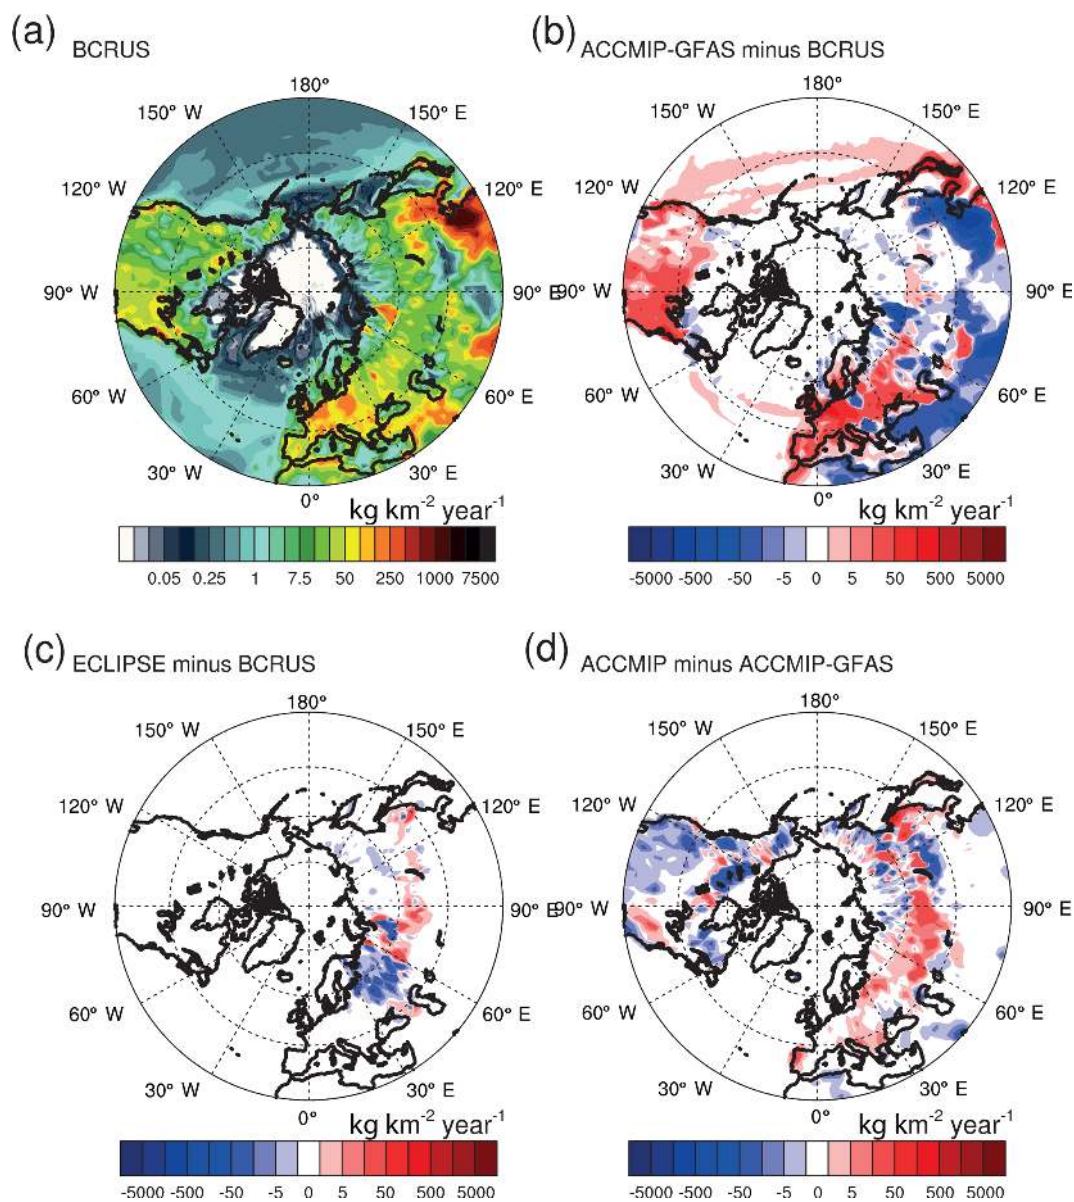 (a) BCRUS
(b) ACCMIP-GFAS minus BCRUS
180°
150° W 150° E
120° W 120° E
90° W 90° E
60° W 60° E
30° W 30° E
0°
kg km-2 year-1
0.05 0.25 1 7.5 50 250 1000 7500
180°
150° W 150° E
120° W 120° E
90° W 90° E
60° W 60° E
30° W 30° E
0°
kg km-2 year-1
-5000 -500 -50 -5 0 5 50 500 5000
(c) ECLIPSE minus BCRUS
(d) ACCMIP minus ACCMIP-GFAS
180°
150° W 150° E
120° W 120° E
90° W 90° E
60° W 60° E
30° W 30° E
0°
kg km-2 year-1
-5000 -500 -50 -5 0 5 50 500 5000
180°
150° W 150° E
120° W 120° E
90° W 90° E
60° W 60° E
30° W 30° E
0°
kg km-2 year-1
-5000 -500 -50 -5 0 5 50 500 5000